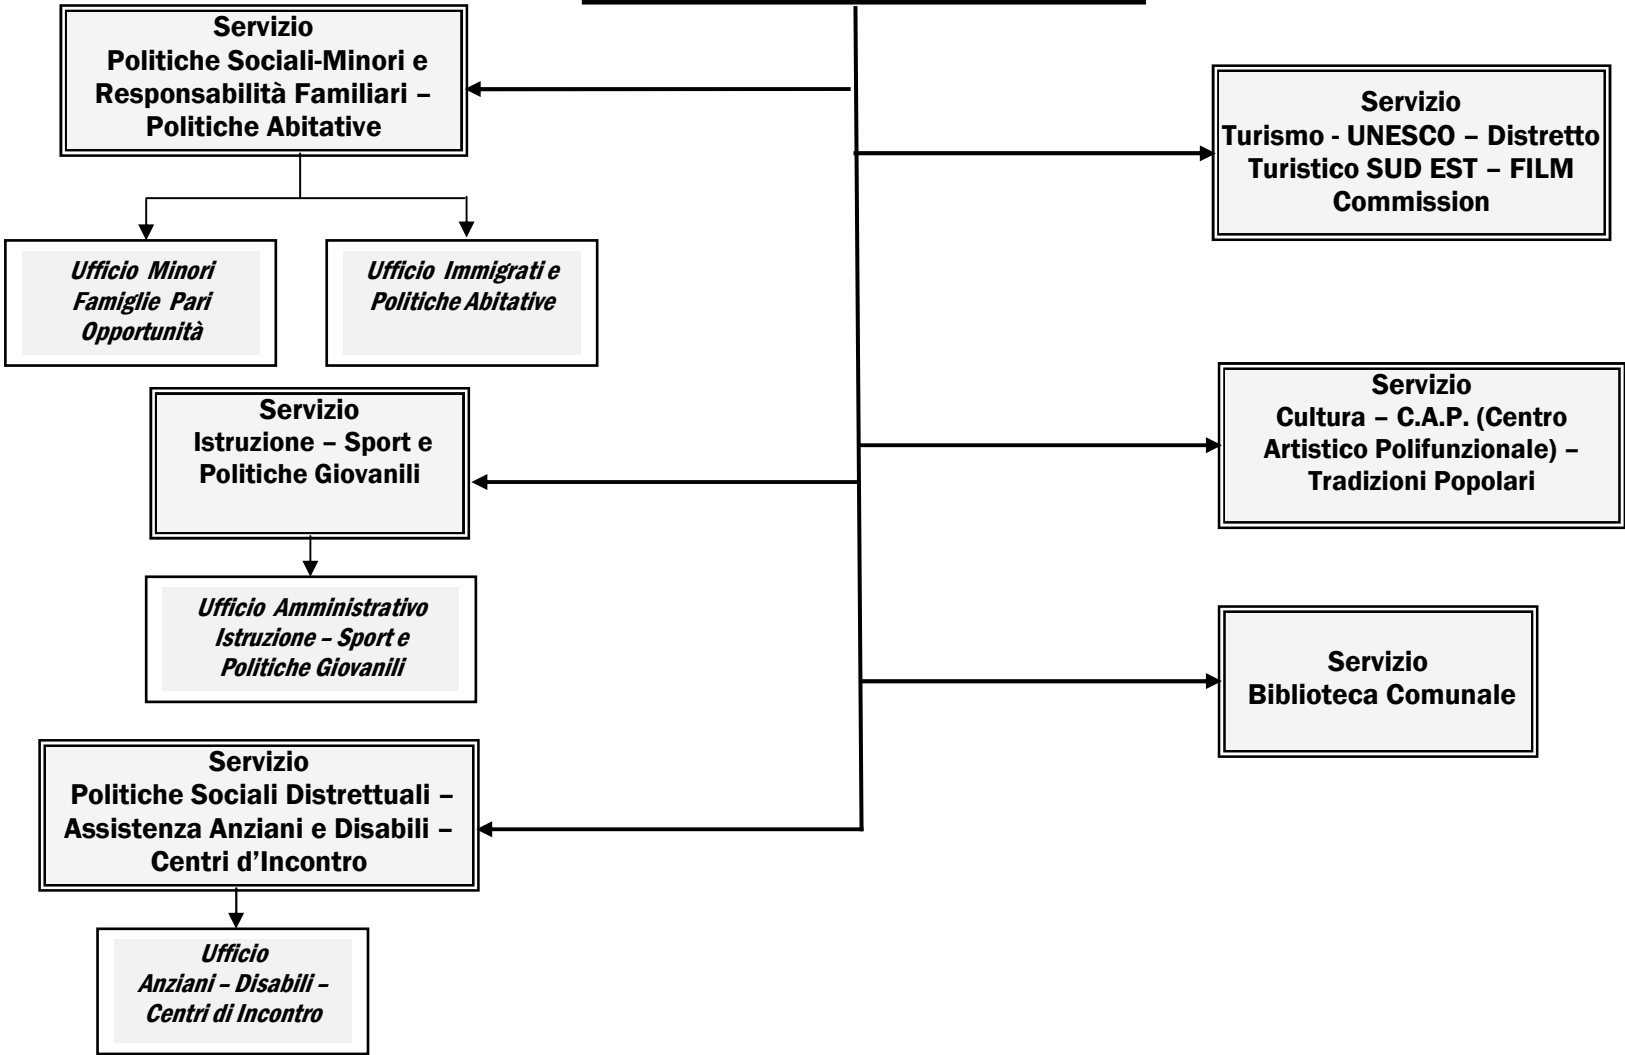 Servizio
Politiche Sociali-Minori e
Responsabilità Familiari –
Politiche Abitative
Ufficio Minori
Famiglie Pari
Opportunità
Ufficio Immigrati e
Politiche Abitative
Servizio
Istruzione – Sport e
Politiche Giovanili
Ufficio Amministrativo
Istruzione – Sport e
Politiche Giovanili
Servizio
Politiche Sociali Distrettuali –
Assistenza Anziani e Disabili –
Centri d’Incontro
Ufficio
Anziani – Disabili –
Centri di Incontro
Servizio
Turismo - UNESCO – Distretto
Turistico SUD EST – FILM
Commission
Servizio
Cultura – C.A.P. (Centro
Artistico Polifunzionale) –
Tradizioni Popolari
Servizio
Biblioteca Comunale